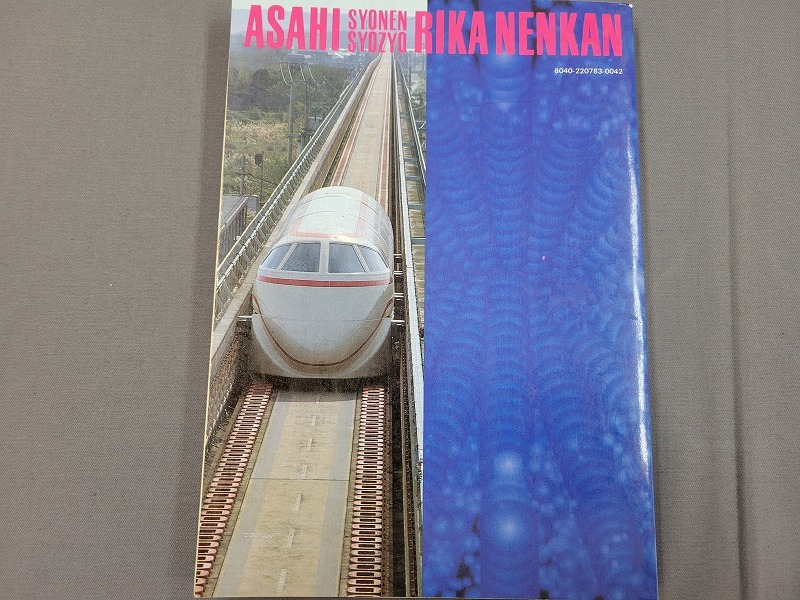 ASAHI SYONEN SYOZYO RIKA NENKAN
6040-220783-0042